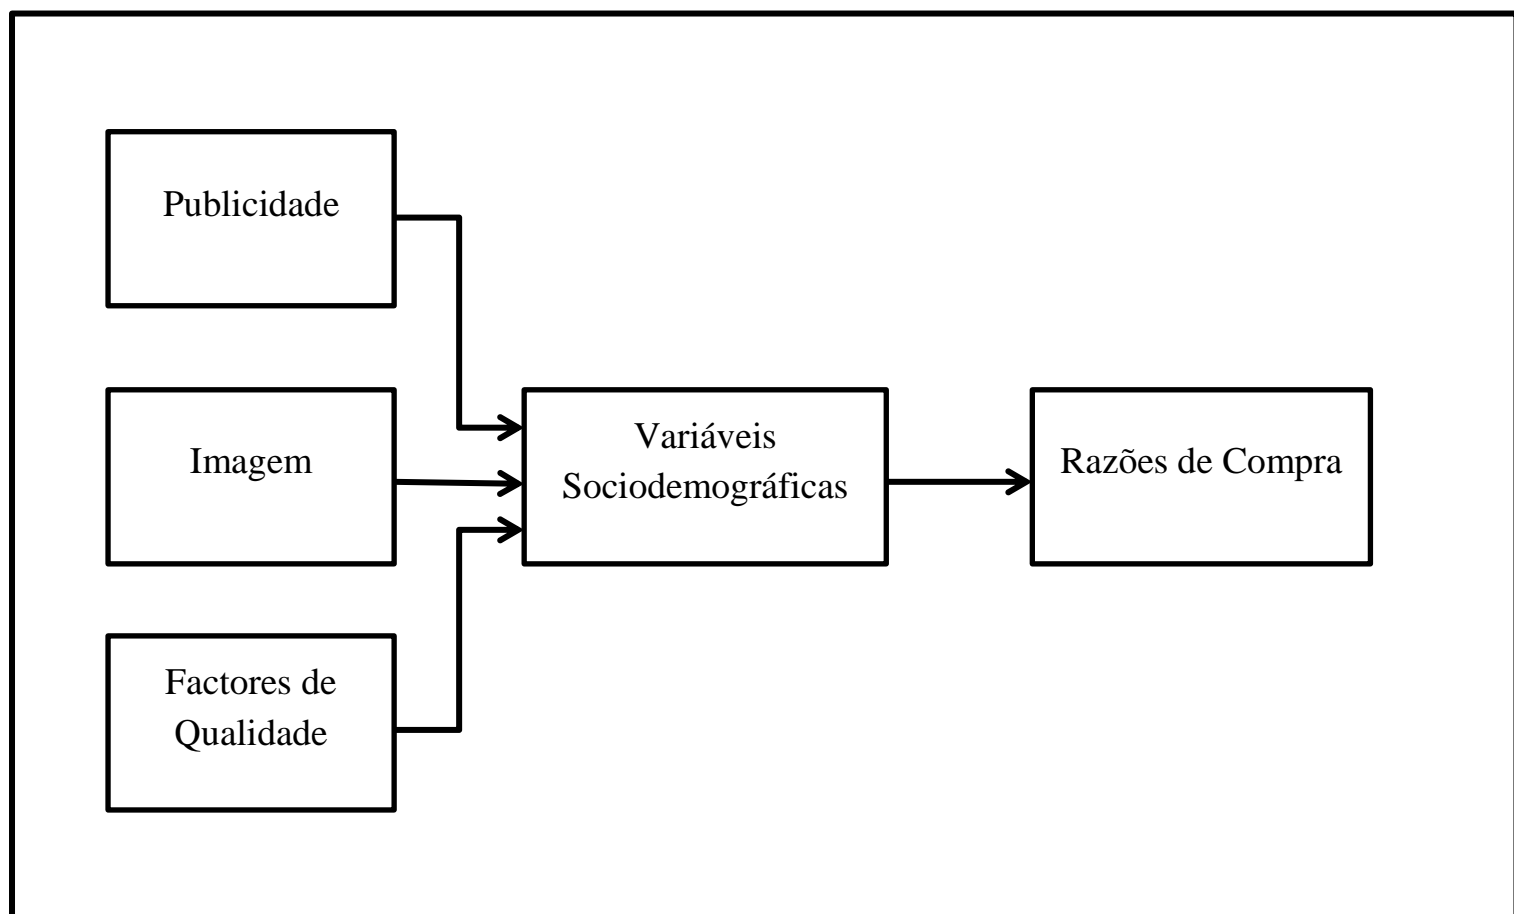 Publicidade
Imagem
Factores de
Qualidade
Variáveis
Sociodemográficas
Razões de Compra